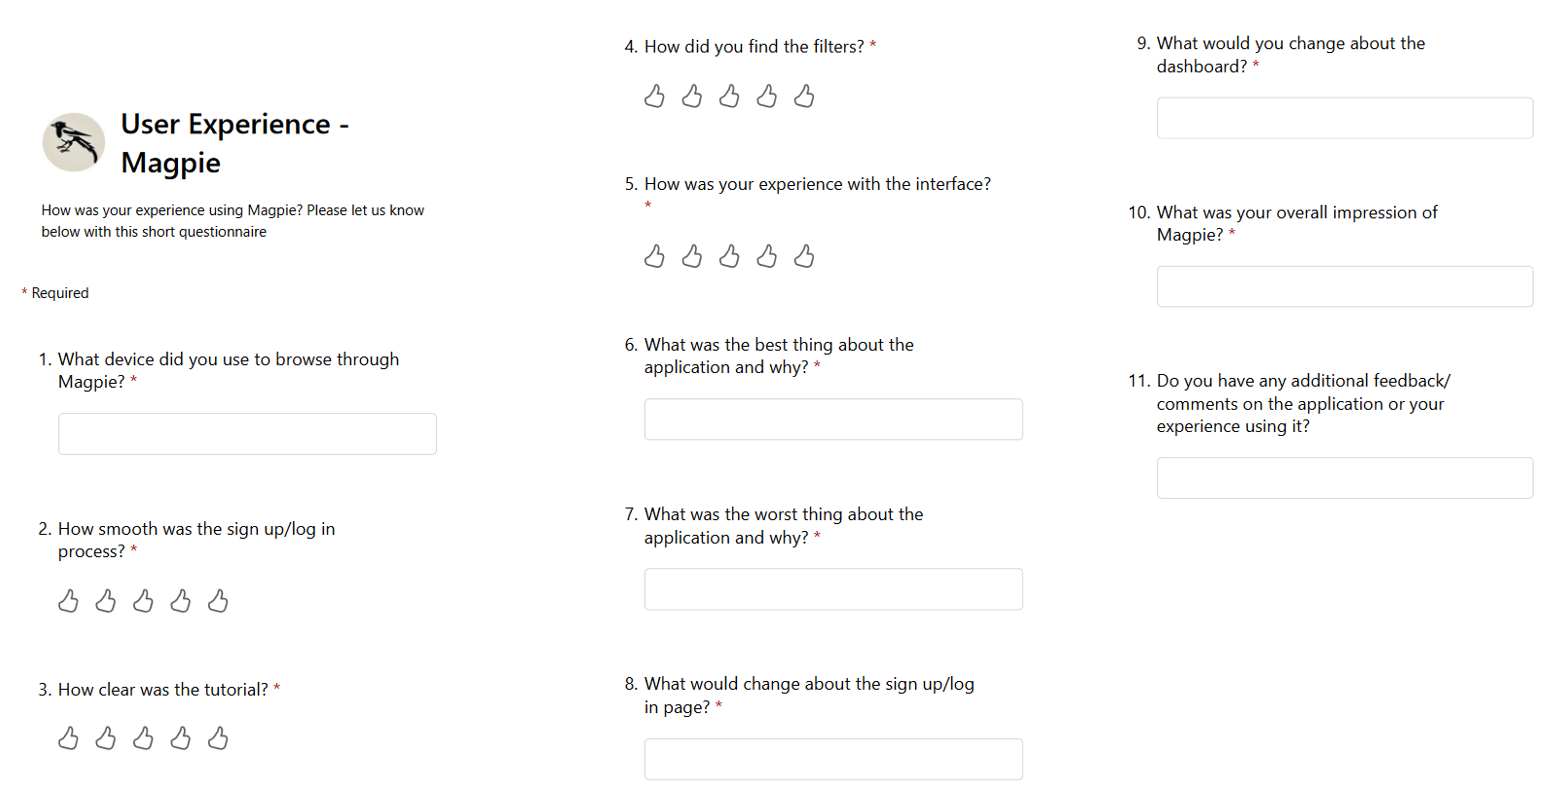 User Experience -
Magpie
How was your experience using Magpie? Please let us know
below with this short questionnaire
* Required
1. What device did you use to browse through
Magpie? *
2. How smooth was the sign up/log in
process? *
3. How clear was the tutorial? *
4. How did you find the filters? *
5. How was your experience with the interface?
*
6. What was the best thing about the
application and why? *
7. What was the worst thing about the
application and why? *
8. What would change about the sign up/log
in page? *
9. What would you change about the
dashboard? *
10. What was your overall impression of
Magpie? *
11. Do you have any additional feedback/
comments on the application or your
experience using it?